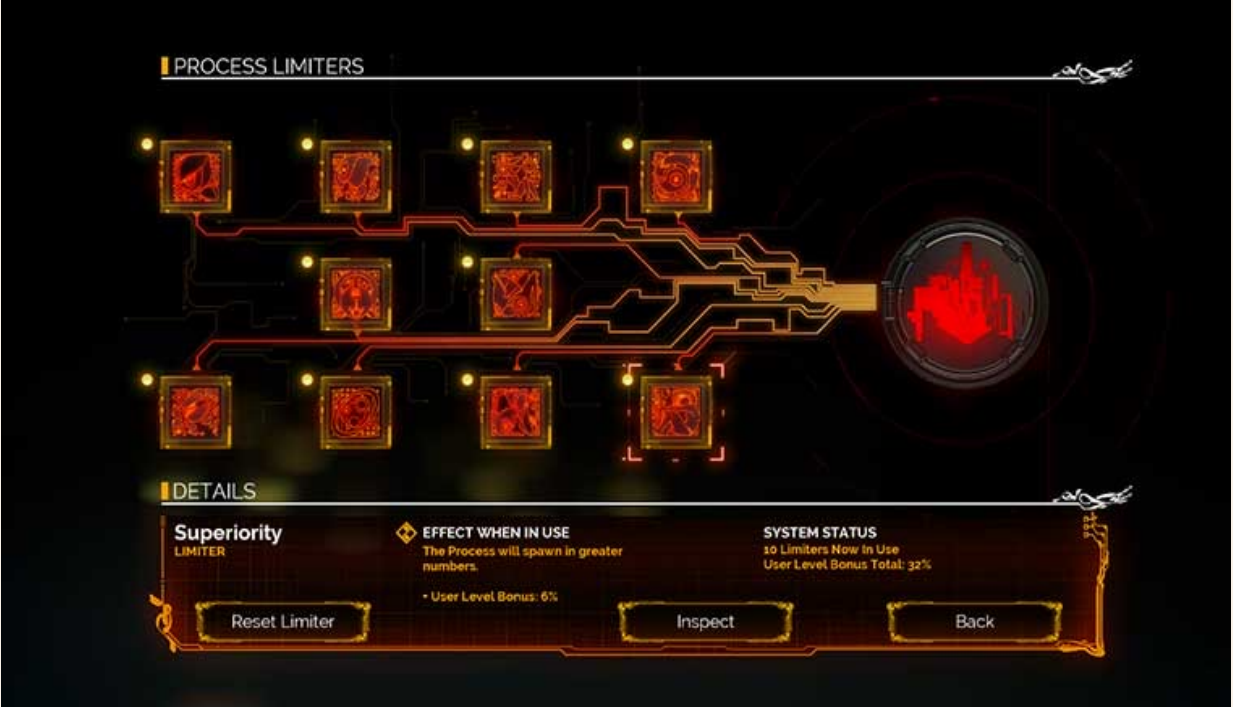 PROCESS LIMITERS
DETAILS
Superiority
LIMITER
EFFECT WHEN IN USE
The Process will spawn in greater
numbers.
• User Level Bonus: 6%
SYSTEM STATUS
10 Limiters Now In Use
User Level Bonus Total: 32%
Reset Limiter
Inspect
Back